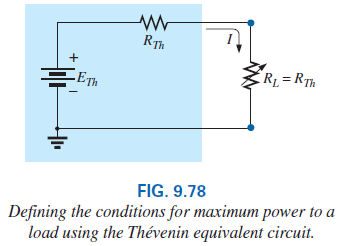 R_Th
I
+
E_Th
–
R_L = R_Th
FIG. 9.78
Defining the conditions for maximum power to a
load using the Thévenin equivalent circuit.